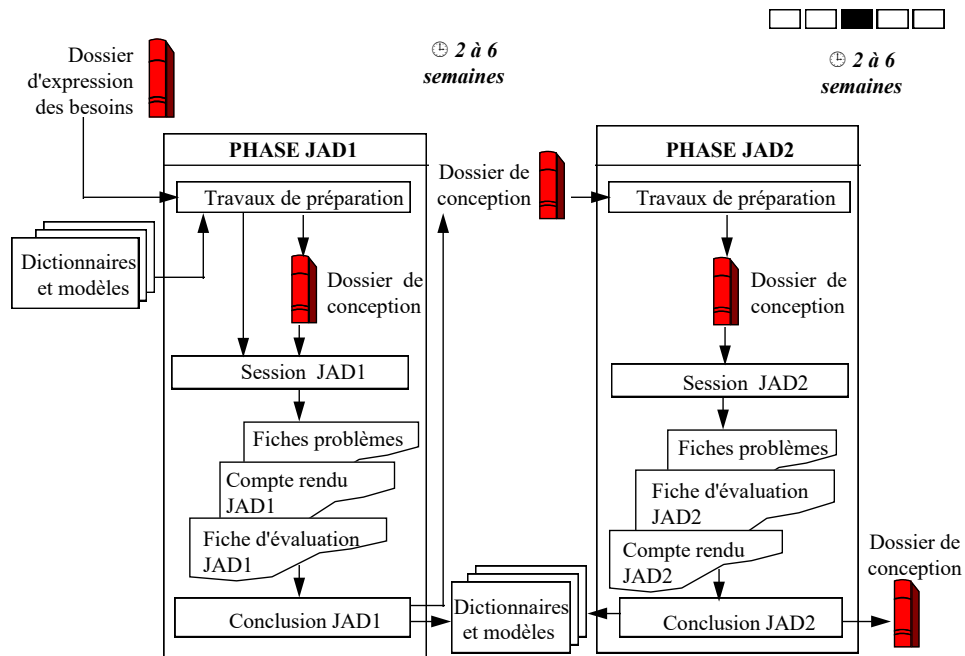 Dossier
d'expression
des besoins
🕒 2 à 6
semaines
🕒 2 à 6
semaines
PHASE JAD1
Travaux de préparation
Dictionnaires
et modèles
Dossier de
conception
Session JAD1
Fiches problèmes
Compte rendu
JAD1
Fiche d'évaluation
JAD1
Conclusion JAD1
Dossier de
conception
Dictionnaires
et modèles
PHASE JAD2
Travaux de préparation
Dossier de
conception
Session JAD2
Fiches problèmes
Fiche d'évaluation
JAD2
Compte rendu
JAD2
Conclusion JAD2
Dossier de
conception